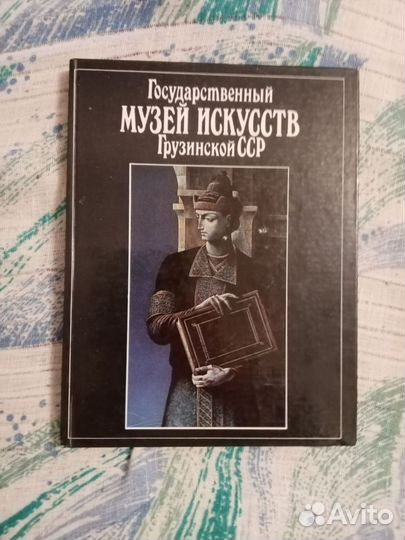 Государственный
МУЗЕЙ ИСКУССТВ
Грузинской ССР
Avito